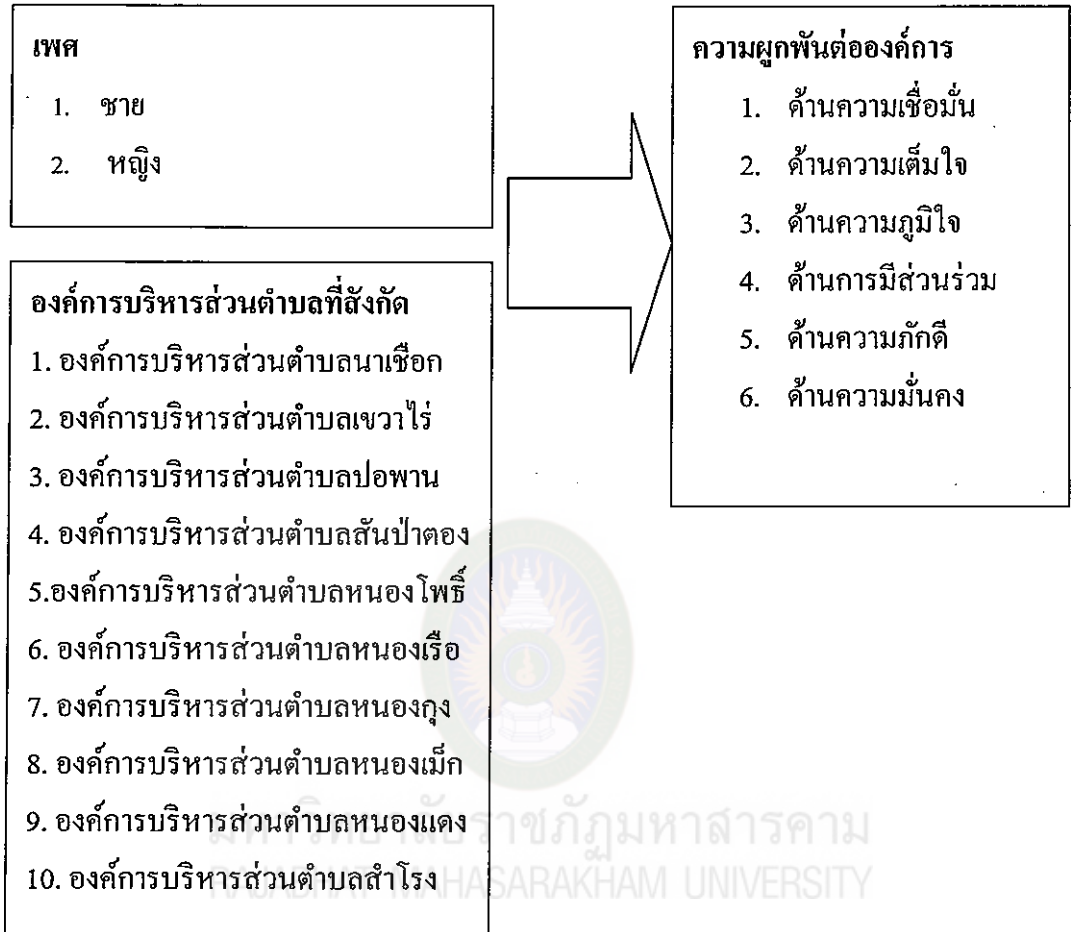 เพศ
1. ชาย
2. หญิง
องค์การบริหารส่วนตำบลที่สังกัด
1. องค์การบริหารส่วนตำบลนาเชือก
2. องค์การบริหารส่วนตำบลเขวาไร่
3. องค์การบริหารส่วนตำบลปอพาน
4. องค์การบริหารส่วนตำบลสันป่าตอง
5.องค์การบริหารส่วนตำบลหนองโพธิ์
6. องค์การบริหารส่วนตำบลหนองเรือ
7. องค์การบริหารส่วนตำบลหนองกุง
8. องค์การบริหารส่วนตำบลหนองเม็ก
9. องค์การบริหารส่วนตำบลหนองแดง
10. องค์การบริหารส่วนตำบลสำโรง
ความผูกพันต่อองค์การ
1. ด้านความเชื่อมั่น
2. ด้านความเต็มใจ
3. ด้านความภูมิใจ
4. ด้านการมีส่วนร่วม
5. ด้านความภักดี
6. ด้านความมั่นคง
มหาวิทยาลัยราชภัฏมหาสารคาม
RAJABHAT MAHASARAKHAM UNIVERSITY